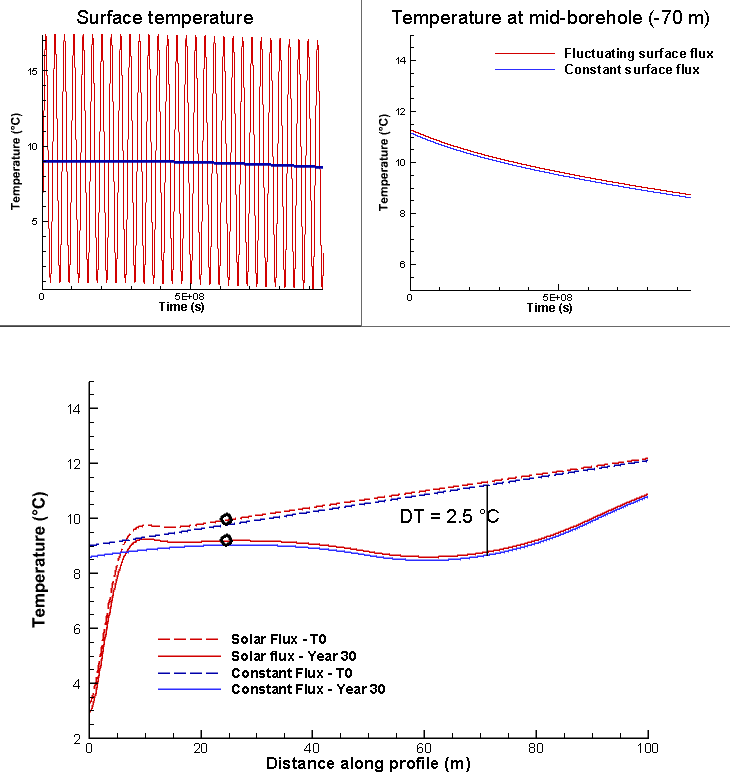 Surface temperature
15
10
5
Temperature (°C)
0
5E+08
Time (s)
Temperature at mid-borehole (-70 m)
Fluctuating surface flux
Constant surface flux
14
12
10
8
6
Temperature (°C)
0
5E+08
Time (s)
14
12
10
8
6
4
2
Temperature (°C)
DT = 2.5 °C
Solar Flux - T0
Solar flux - Year 30
Constant Flux - T0
Constant Flux - Year 30
0
20
40
60
80
100
Distance along profile (m)